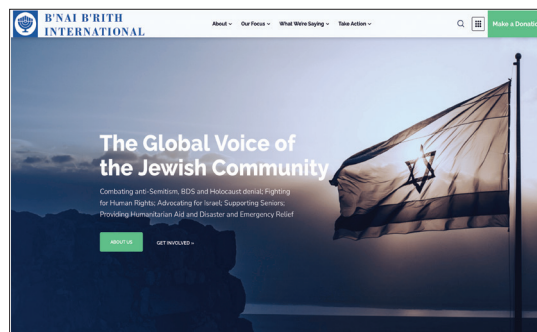 B'NAI B'RITH
INTERNATIONAL
About
Our Focus
What We're Saying
Take Action
Make a Donatio
The Global Voice of
the Jewish Community
Combating anti-Semitism, BDS and Holocaust denial; Fighting
for Human Rights; Advocating for Israel; Supporting Seniors;
Providing Humanitarian Aid and Disaster and Emergency Relief
ABOUT US
GET INVOLVED